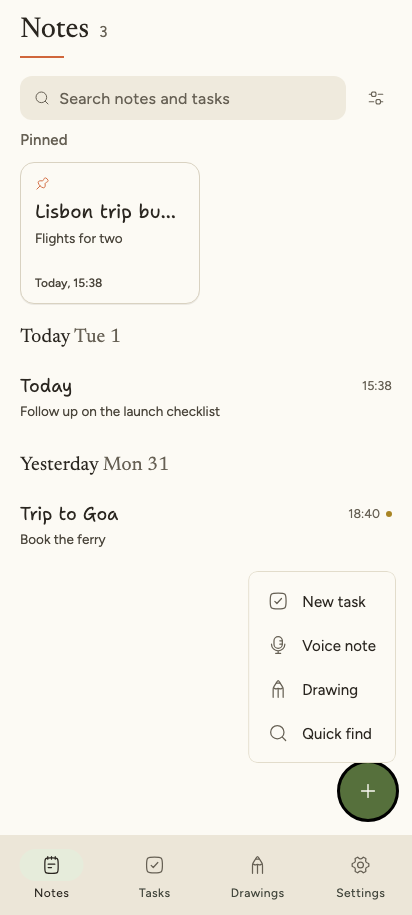 Notes 3
Search notes and tasks
Pinned
Lisbon trip bu...
Flights for two
Today, 15:38
Today Tue 1
Today 15:38
Follow up on the launch checklist
Yesterday Mon 31
Trip to Goa 18:40
Book the ferry
New task
Voice note
Drawing
Quick find
Notes Tasks Drawings Settings